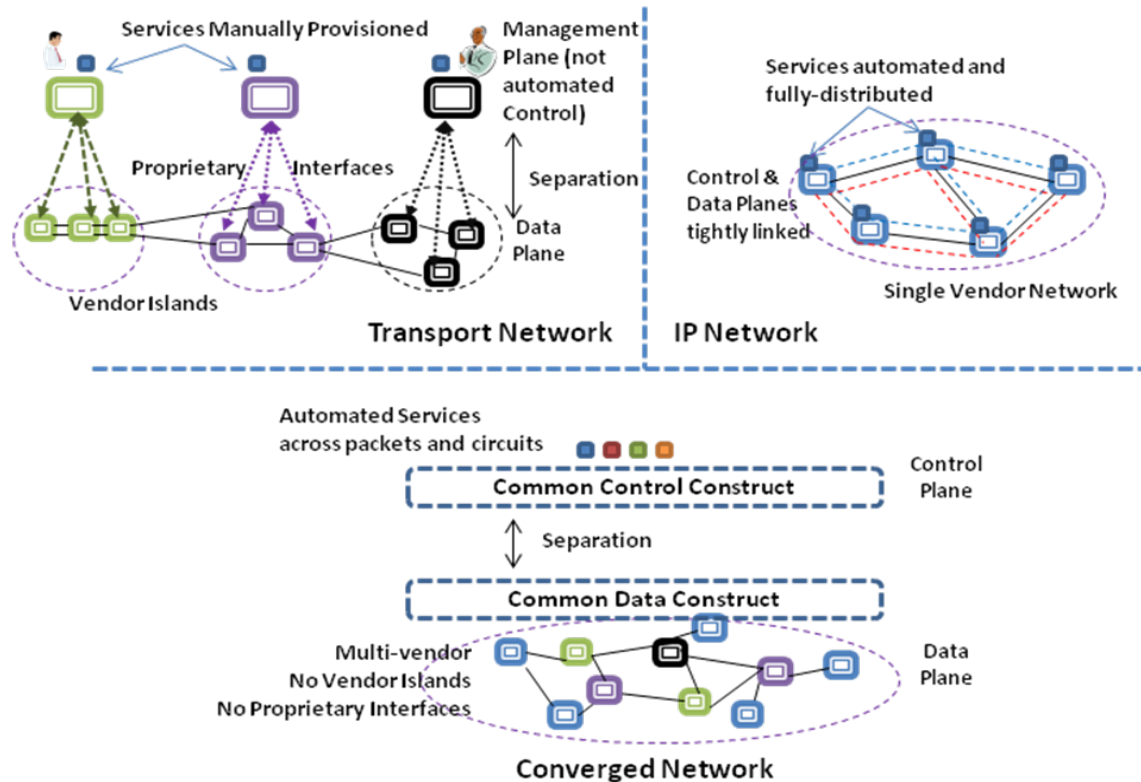 Services Manually Provisioned
Management
Plane (not
automated
Control)
Proprietary Interfaces
Separation
Data
Plane
Vendor Islands
Transport Network
Services automated and
fully-distributed
Control &
Data Planes
tightly linked
Single Vendor Network
IP Network
Automated Services
across packets and circuits
Common Control Construct
Control
Plane
Separation
Common Data Construct
Multi-vendor
No Vendor Islands
No Proprietary Interfaces
Data
Plane
Converged Network